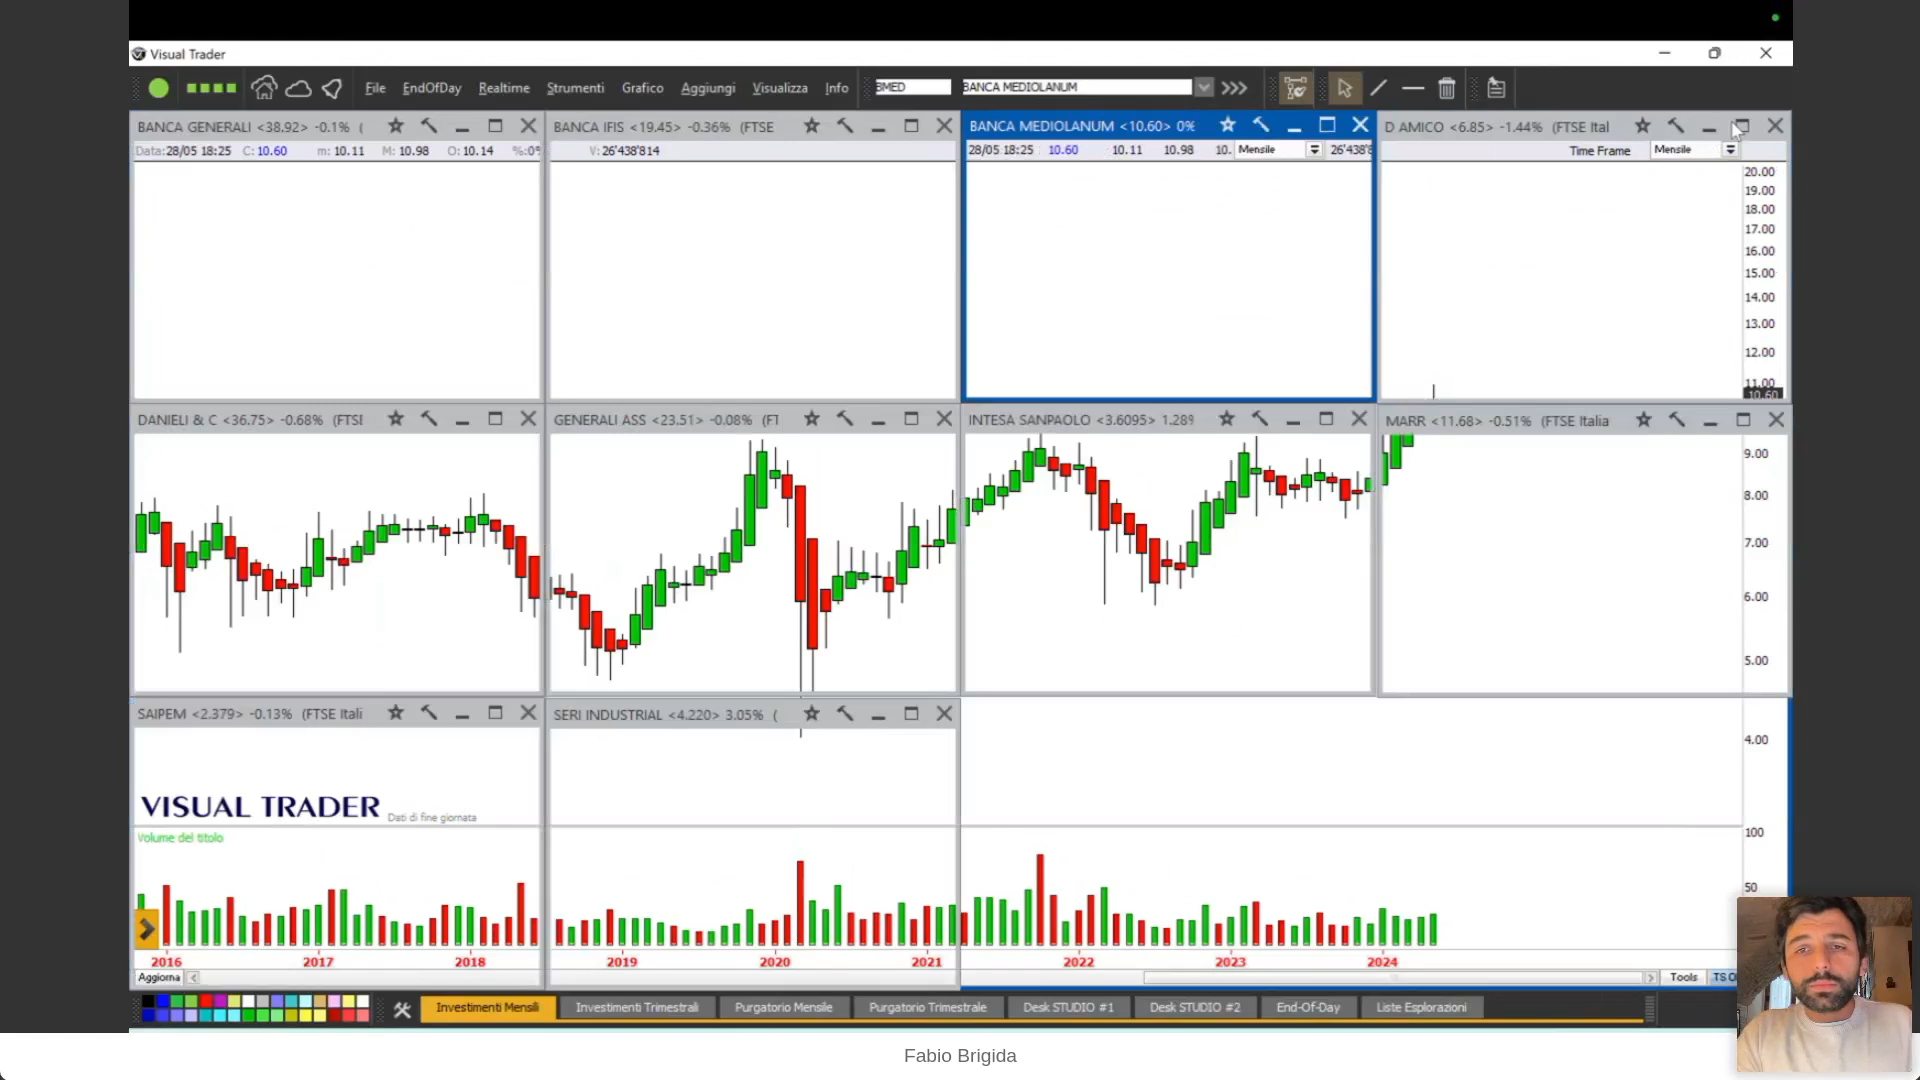 Visual Trader
File EndOfDay Realtime Strumenti Grafico Aggiungi Visualizza Info BMED BANCA MEDIOLANUM
BANCA GENERALI <38.92> -0.1% (
BANCA IFIS <19.45> -0.36% (FTSE
BANCA MEDIOLANUM <10.60> 0%
D AMICO <6.85> -1.44% (FTSE Ital
Data:28/05 18:25 C: 10.60 m: 10.11 M: 10.98 O: 10.14 %:0%
V: 26'438'814
28/05 18:25 10.60 10.11 10.98 10. Mensile 26'438'8
Time Frame Mensile
20.00
19.00
18.00
17.00
16.00
15.00
14.00
13.00
12.00
11.00
10.60
DANIELI & C <36.75> -0.68% (FTSI
GENERALI ASS <23.51> -0.08% (FT
INTESA SANPAOLO <3.6095> 1.289
MARR <11.68> -0.51% (FTSE Italia
9.00
8.00
7.00
6.00
5.00
SAIPEM <2.379> -0.13% (FTSE Itali
SERI INDUSTRIAL <4.220> 3.05% (
4.00
VISUAL TRADER Dati di fine giornata
Volume del titolo
100
50
2016 2017 2018 2019 2020 2021 2022 2023 2024
Aggiorna
Tools TS O
Investimenti Mensili Investimenti Trimestrali Purgatorio Mensile Purgatorio Trimestrale Desk STUDIO #1 Desk STUDIO #2 End-Of-Day Liste Esplorazioni
Fabio Brigida